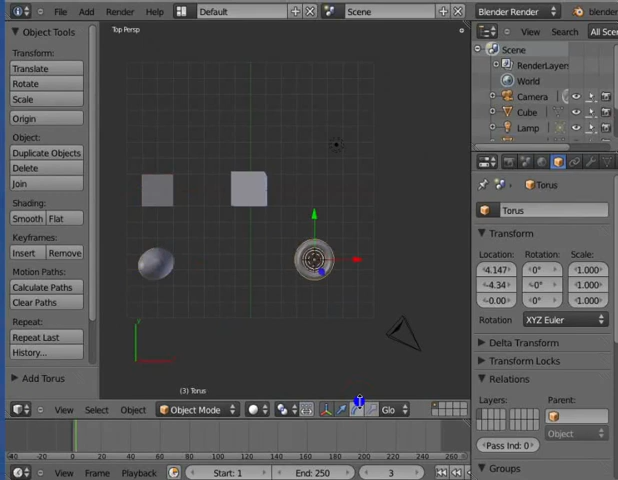 File Add Render Help Default Scene Blender Render blender
Object Tools
Transform:
Translate
Rotate
Scale
Origin
Object:
Duplicate Objects
Delete
Join
Shading:
Smooth Flat
Keyframes:
Insert Remove
Motion Paths:
Calculate Paths
Clear Paths
Repeat:
Repeat Last
History...
Add Torus
Top Persp
(3) Torus
View Select Object Object Mode Glo
-40 -20 0 20 40 60 80 100 120 140 160 180 200 220 240 260
View Frame Playback Start: 1 End: 250 3
View Search All Scer
Scene
RenderLayers
World
Camera
Cube
Lamp
Torus
Torus
Transform
Location: Rotation: Scale:
4.147 0° 1.000
-4.34 0° 1.000
-0.00 0° 1.000
Rotation XYZ Euler
Delta Transform
Transform Locks
Relations
Layers: Parent:
Object
Pass Ind: 0
Groups